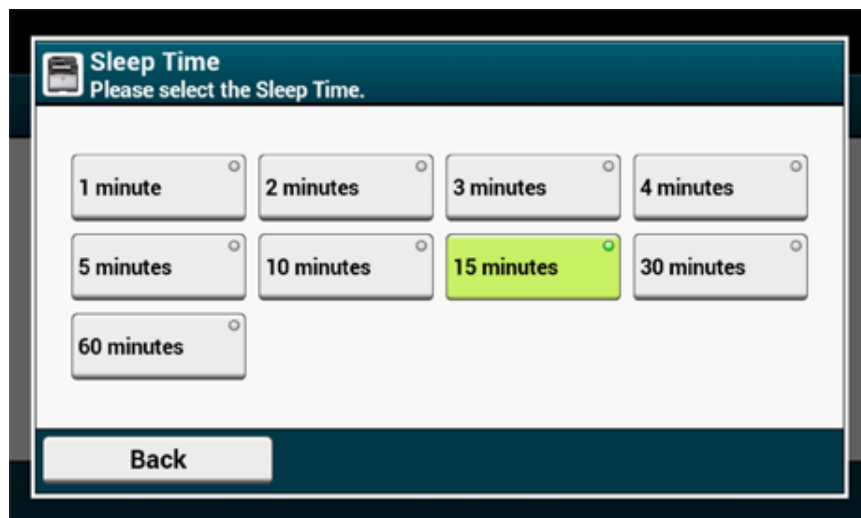 Sleep Time
Please select the Sleep Time.
1 minute
2 minutes
3 minutes
4 minutes
5 minutes
10 minutes
15 minutes
30 minutes
60 minutes
Back